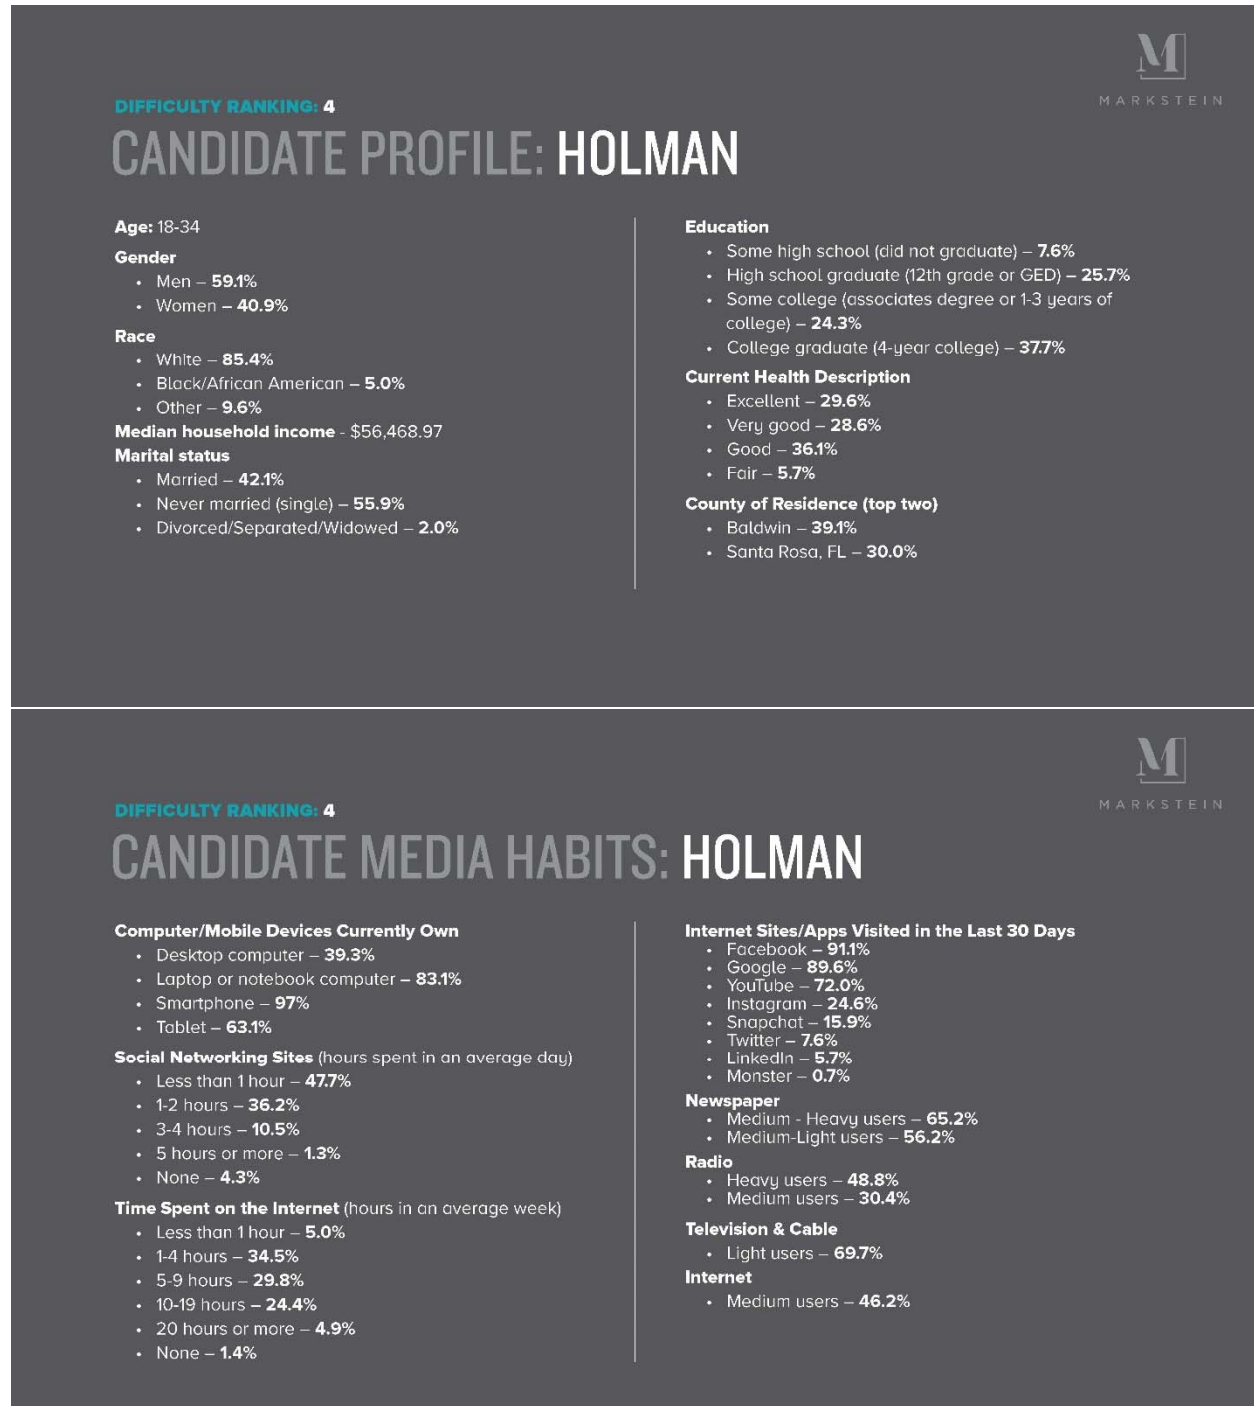 M
MARKSTEIN
DIFFICULTY RANKING: 4
CANDIDATE PROFILE: HOLMAN
Age: 18-34
Gender
• Men – 59.1%
• Women – 40.9%
Race
• White – 85.4%
• Black/African American – 5.0%
• Other – 9.6%
Median household income - $56,468.97
Marital status
• Married – 42.1%
• Never married (single) – 55.9%
• Divorced/Separated/Widowed – 2.0%
Education
• Some high school (did not graduate) – 7.6%
• High school graduate (12th grade or GED) – 25.7%
• Some college (associates degree or 1-3 years of
college) – 24.3%
• College graduate (4-year college) – 37.7%
Current Health Description
• Excellent – 29.6%
• Very good – 28.6%
• Good – 36.1%
• Fair – 5.7%
County of Residence (top two)
• Baldwin – 39.1%
• Santa Rosa, FL – 30.0%
M
MARKSTEIN
DIFFICULTY RANKING: 4
CANDIDATE MEDIA HABITS: HOLMAN
Computer/Mobile Devices Currently Own
• Desktop computer – 39.3%
• Laptop or notebook computer – 83.1%
• Smartphone – 97%
• Tablet – 63.1%
Social Networking Sites (hours spent in an average day)
• Less than 1 hour – 47.7%
• 1-2 hours – 36.2%
• 3-4 hours – 10.5%
• 5 hours or more – 1.3%
• None – 4.3%
Time Spent on the Internet (hours in an average week)
• Less than 1 hour – 5.0%
• 1-4 hours – 34.5%
• 5-9 hours – 29.8%
• 10-19 hours – 24.4%
• 20 hours or more – 4.9%
• None – 1.4%
Internet Sites/Apps Visited in the Last 30 Days
• Facebook – 91.1%
• Google – 89.6%
• YouTube – 72.0%
• Instagram – 24.6%
• Snapchat – 15.9%
• Twitter – 7.6%
• LinkedIn – 5.7%
• Monster – 0.7%
Newspaper
• Medium - Heavy users – 65.2%
• Medium-Light users – 56.2%
Radio
• Heavy users – 48.8%
• Medium users – 30.4%
Television & Cable
• Light users – 69.7%
Internet
• Medium users – 46.2%